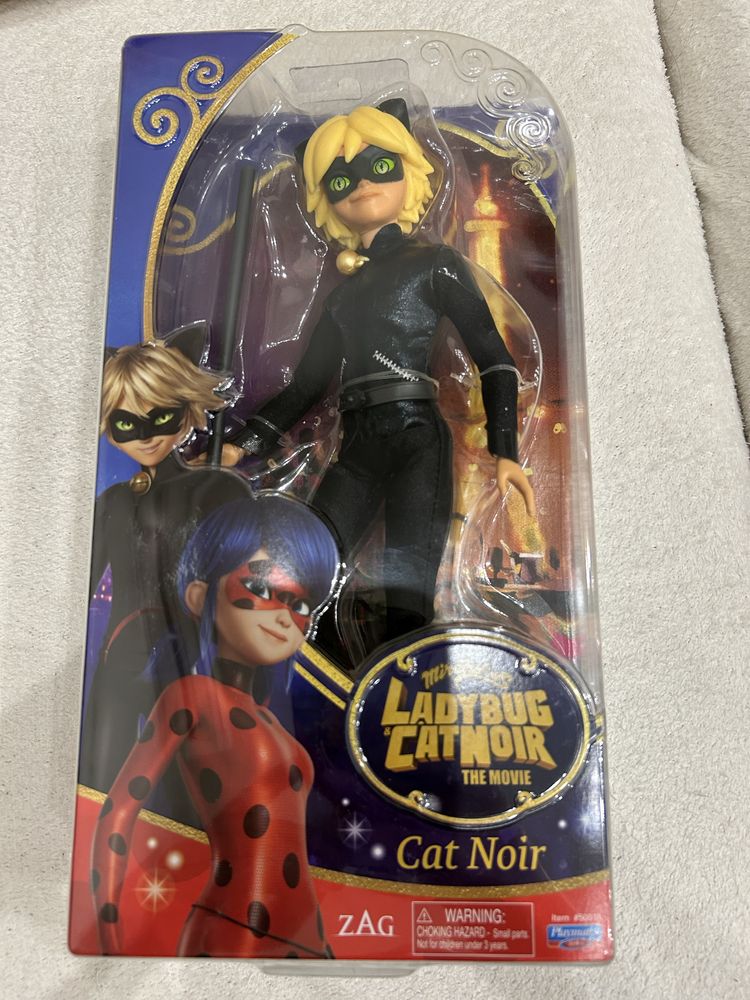 LADYBUG
& CATNOIR
THE MOVIE
Cat Noir
ZAG
WARNING:
CHOKING HAZARD - Small parts.
Not for children under 3 years.
Item
Playmates